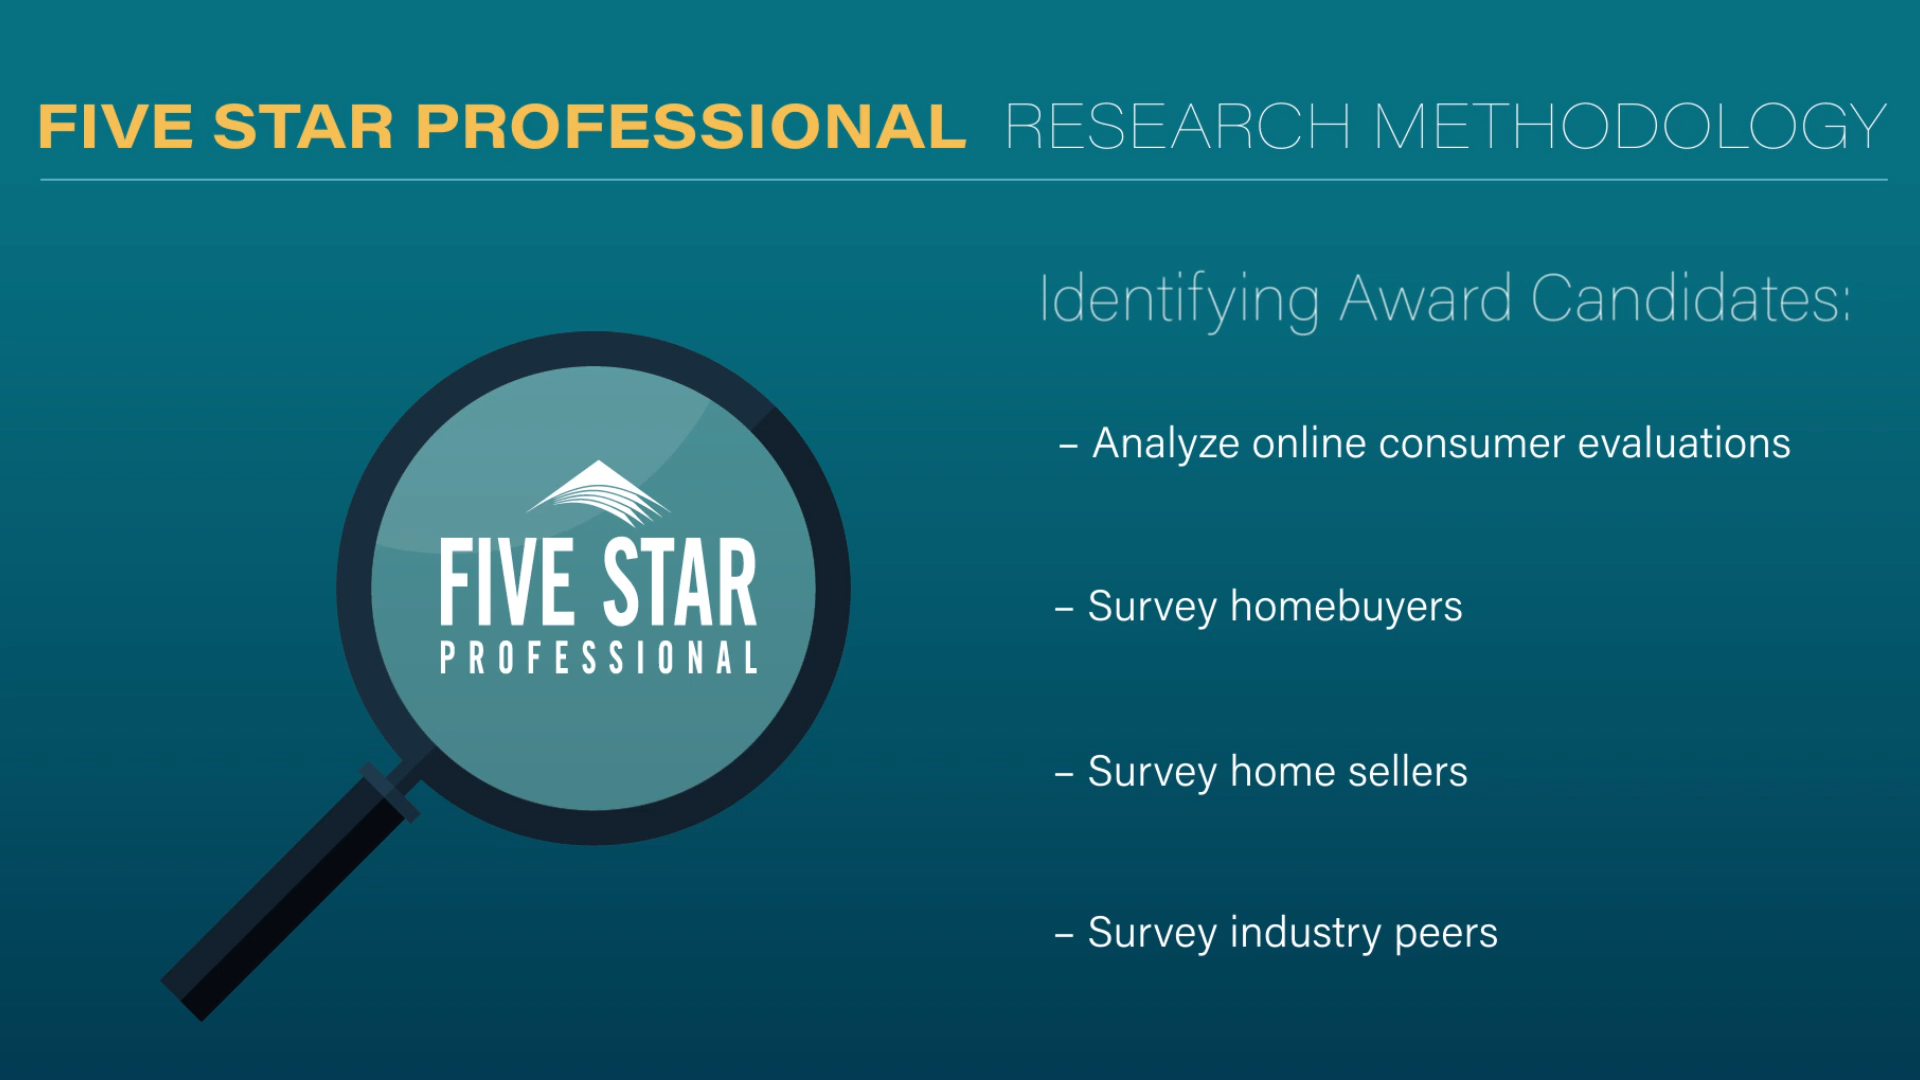 FIVE STAR PROFESSIONAL RESEARCH METHODOLOGY
Identifying Award Candidates:
– Analyze online consumer evaluations
– Survey homebuyers
– Survey home sellers
– Survey industry peers
FIVE STAR
PROFESSIONAL